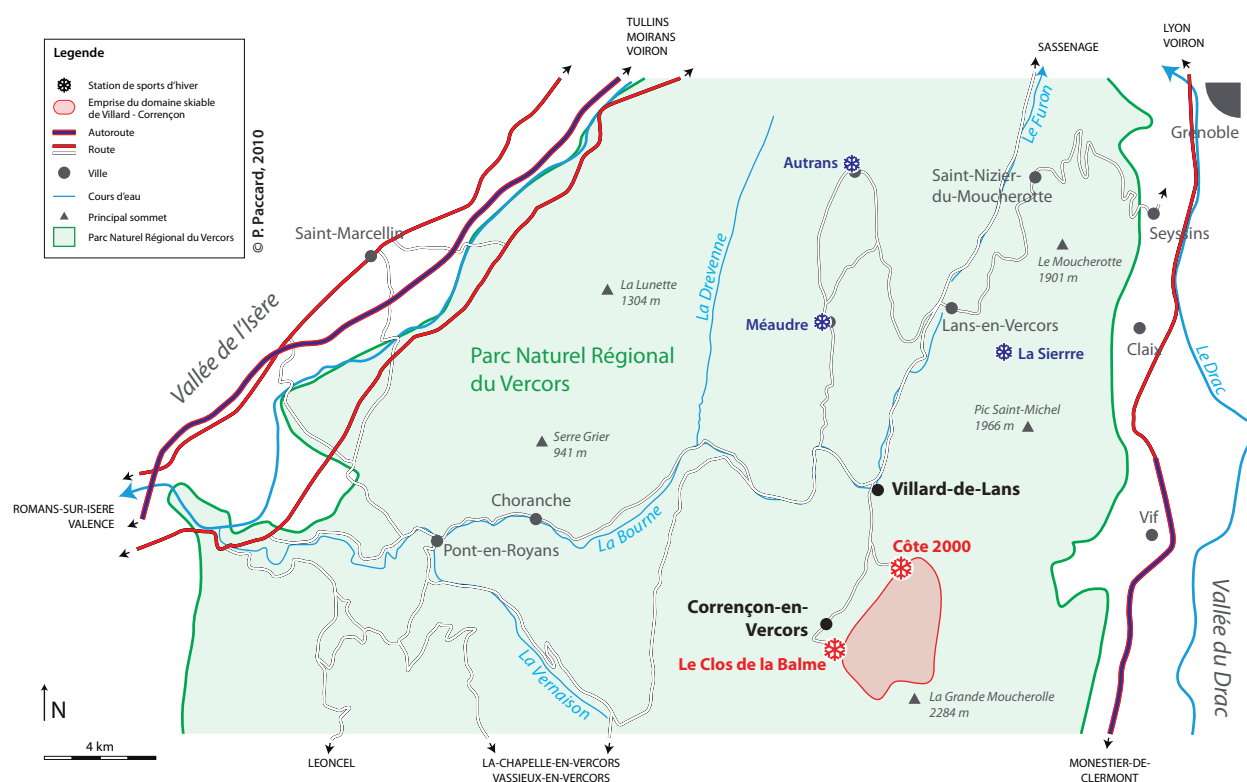 TULLINS
MOIRANS
VOIRON
SASSENAGE
LYON
VOIRON
Legende
Station de sports d'hiver
Emprise du domaine skiable
de Villard - Corrençon
Autoroute
Route
Ville
Cours d'eau
Principal sommet
Parc Naturel Régional du Vercors
© P. Paccard, 2010
Grenoble
Le Furon
Autrans
Saint-Nizier-
du-Moucherotte
Seyssins
Saint-Marcellin
Le Moucherotte
1901 m
La Lunette
1304 m
La Drevenne
Vallée de l'Isère
Méaudre
Lans-en-Vercors
La Sierrre
Claix
Le Drac
Parc Naturel Régional
du Vercors
Pic Saint-Michel
1966 m
Serre Grier
941 m
Villard-de-Lans
ROMANS-SUR-ISERE
VALENCE
Choranche
La Bourne
Pont-en-Royans
Vif
Côte 2000
Corrençon-en-
Vercors
Le Clos de la Balme
La Vernaison
La Grande Moucherolle
2284 m
Vallée du Drac
N
4 km
LEONCEL
LA-CHAPELLE-EN-VERCORS
VASSIEUX-EN-VERCORS
MONESTIER-DE-
CLERMONT